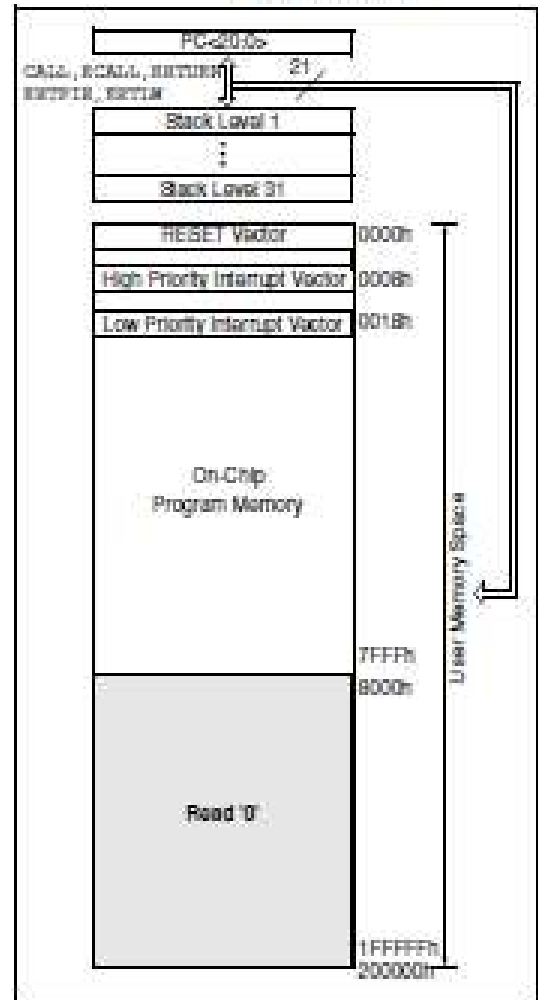 PC<20:0>
CALL,RCALL,RETURN 21
RETFIE,RETLW
Stack Level 1
Stack Level 31
RESET Vector 0000h
High Priority Interrupt Vector 0008h
Low Priority Interrupt Vector 0018h
On-Chip
Program Memory
7FFFh
8000h
User Memory Space
Read '0'
1FFFFFh
200000h